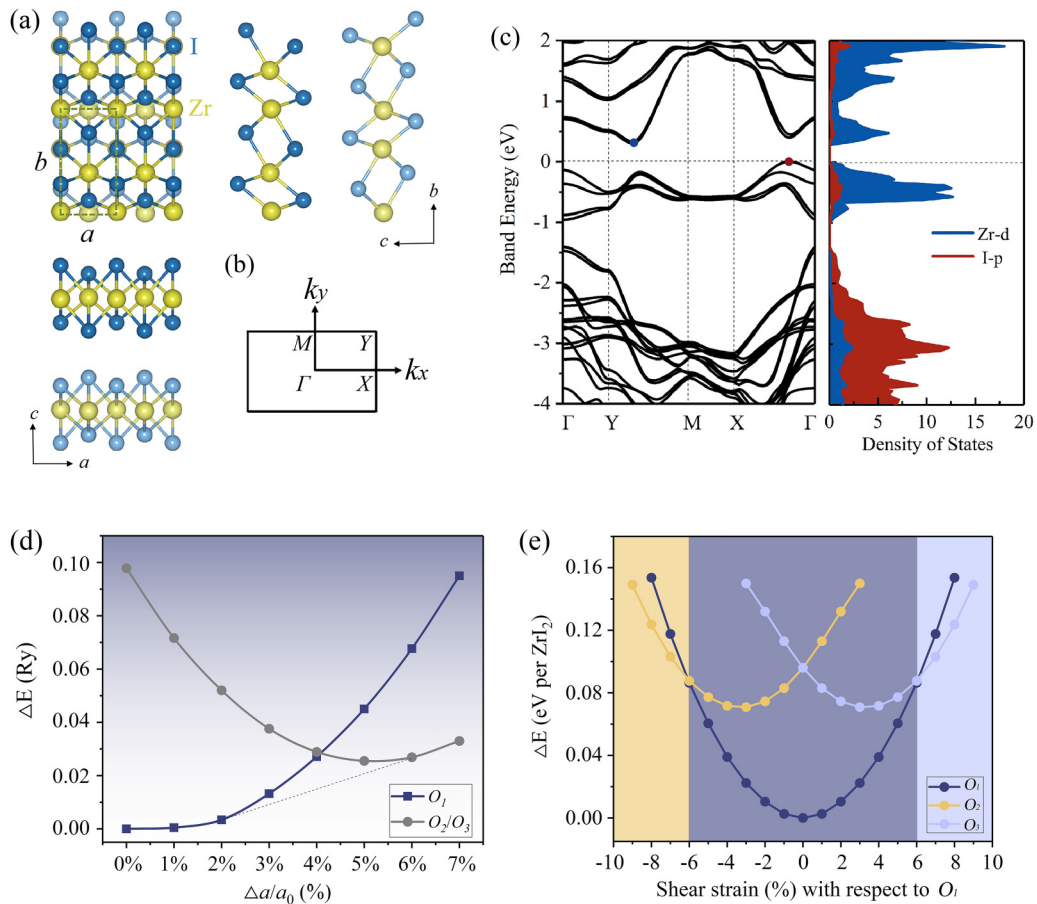 (a)
I
Zr
b
a
b
c
c
a
(b)
ky
M
Y
Γ
X
kx
(c)
Band Energy (eV)
2
1
0
-1
-2
-3
-4
Γ
Y
M
X
Γ
Zr-d
I-p
0
5
10
15
20
Density of States
(d)
ΔE (Ry)
0.10
0.08
0.06
0.04
0.02
0.00
O1
O2/O3
0%
1%
2%
3%
4%
5%
6%
7%
Δa/a0 (%)
(e)
ΔE (eV per ZrI2)
0.16
0.12
0.08
0.04
0.00
O1
O2
O3
-10
-8
-6
-4
-2
0
2
4
6
8
10
Shear strain (%) with respect to O1